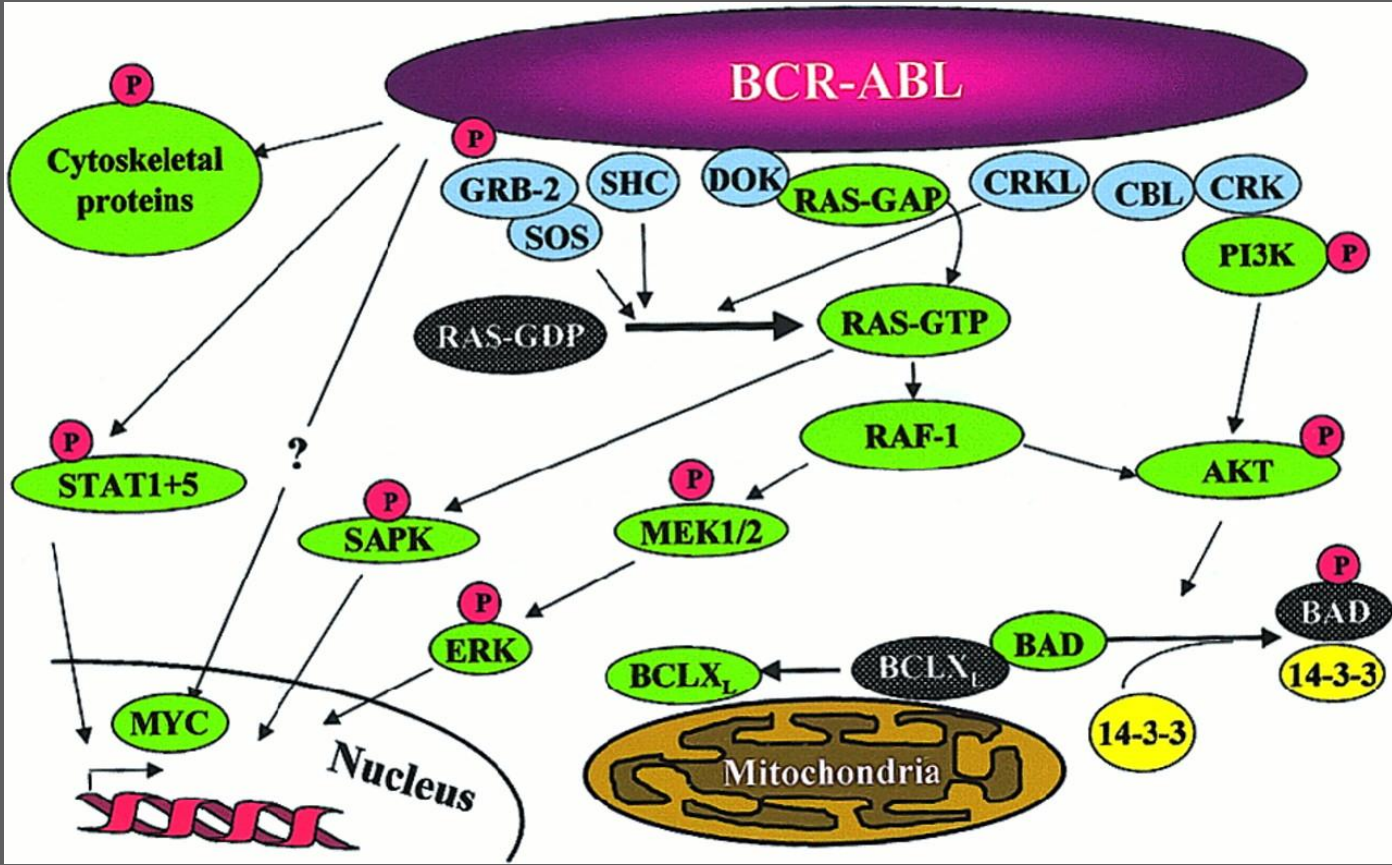 BCR-ABL
P
Cytoskeletal
proteins
P
GRB-2
SHC
DOK
RAS-GAP
CRKL
CBL
CRK
SOS
PI3K
P
RAS-GDP
RAS-GTP
RAF-1
P
STAT1+5
?
P
AKT
P
SAPK
P
MEK1/2
P
ERK
P
BAD
14-3-3
BAD
BCLXL
BCLXL
14-3-3
MYC
Nucleus
Mitochondria